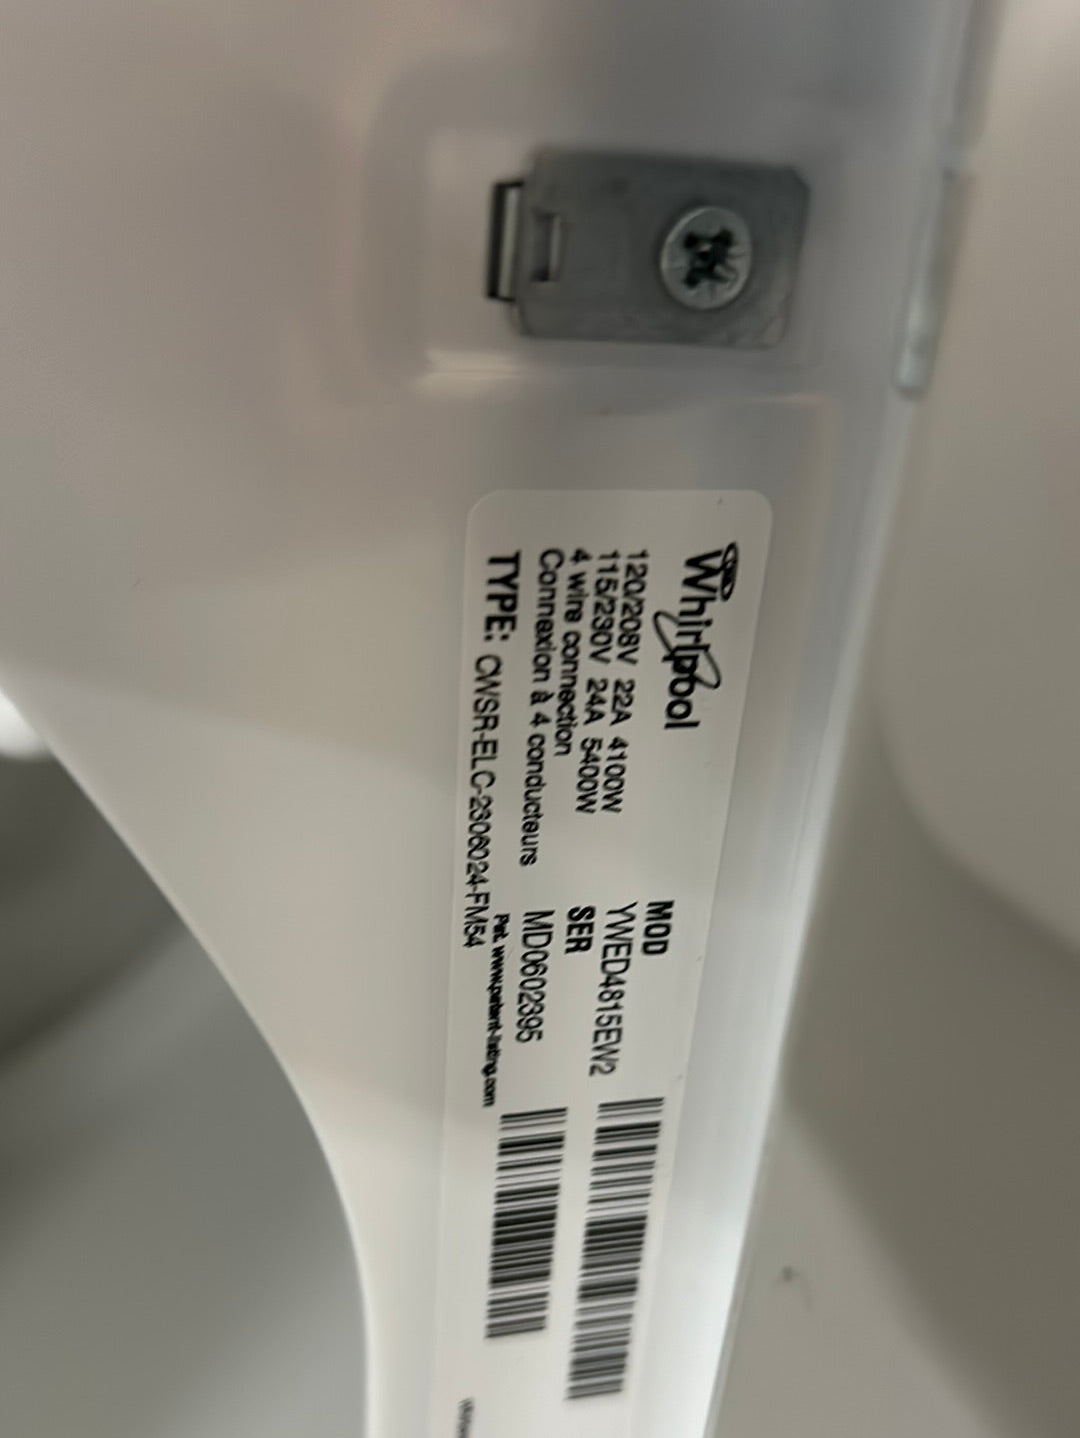 Whirlpool
120/208V 22A 4100W
115/230V 24A 5400W
4 wire connection
Connexion à 4 conducteurs
TYPE: CWSR-ELC-2306024-FM54
MOD
YWED4815EW2
SER
MD0602395
Pat. www.patent-listing.com